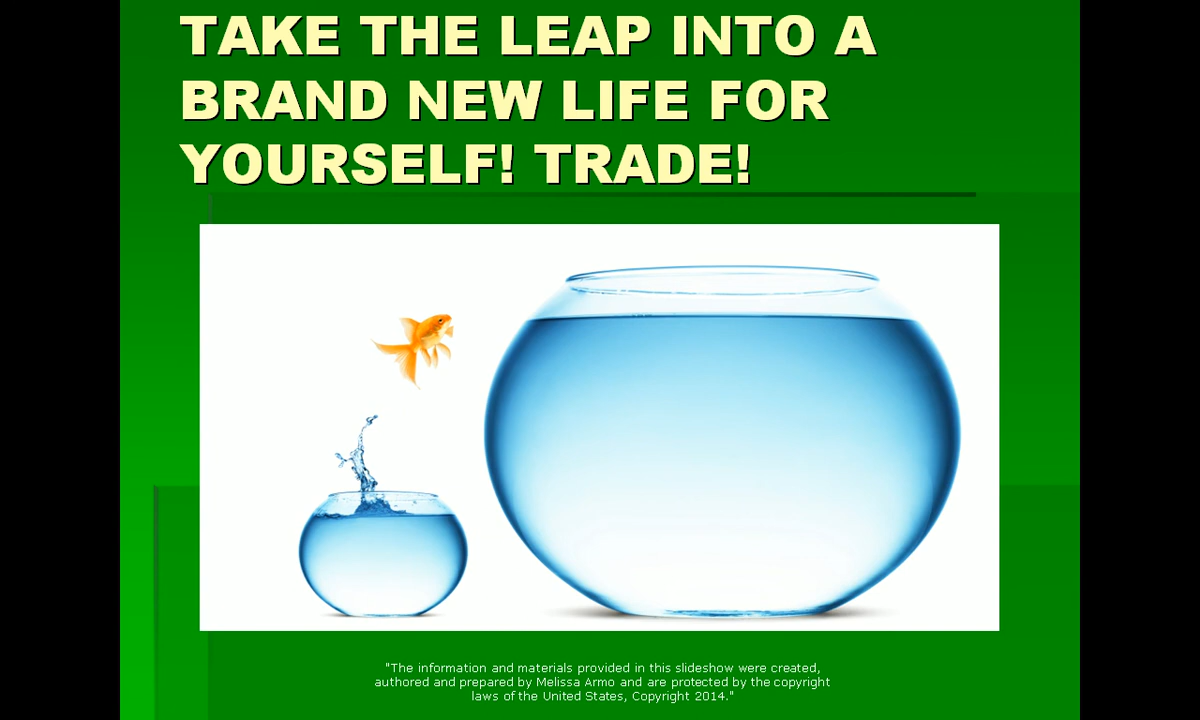 TAKE THE LEAP INTO A
BRAND NEW LIFE FOR
YOURSELF! TRADE!
"The information and materials provided in this slideshow were created,
authored and prepared by Melissa Armo and are protected by the copyright
laws of the United States, Copyright 2014."